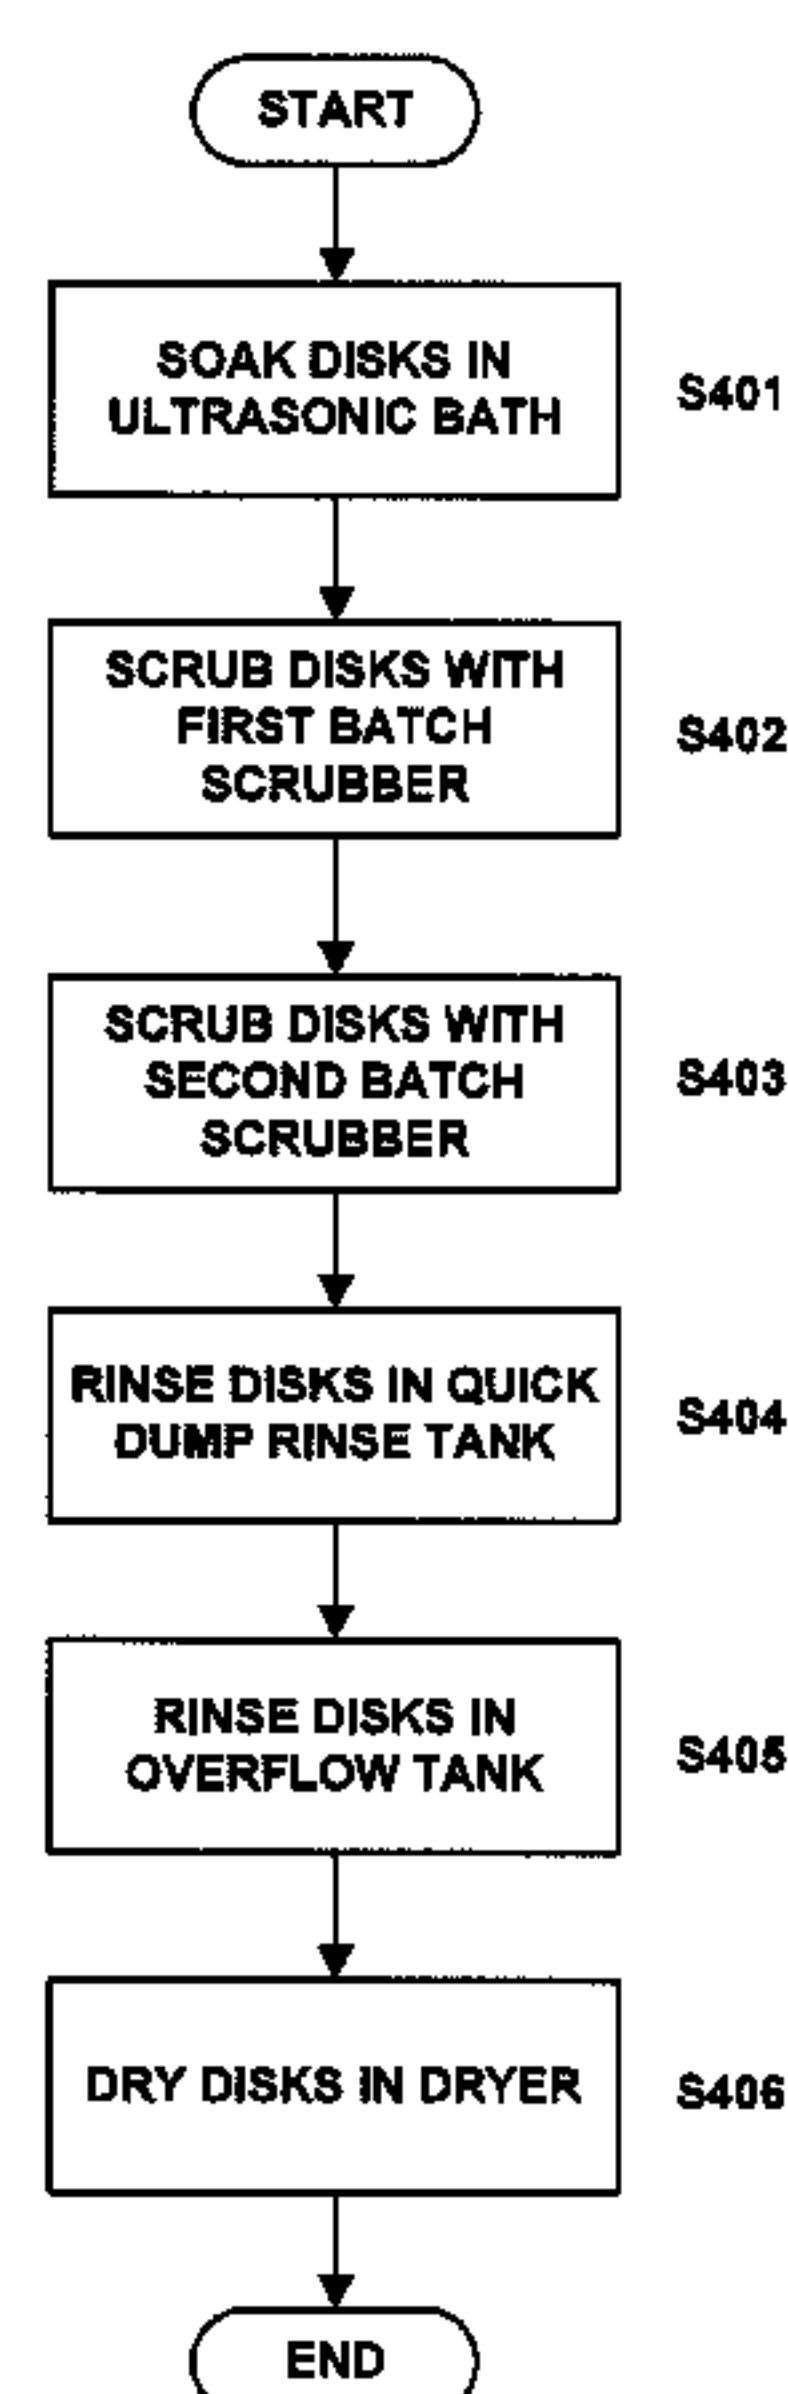 START
SOAK DISKS IN
ULTRASONIC BATH
S401
SCRUB DISKS WITH
FIRST BATCH
SCRUBBER
S402
SCRUB DISKS WITH
SECOND BATCH
SCRUBBER
S403
RINSE DISKS IN QUICK
DUMP RINSE TANK
S404
RINSE DISKS IN
OVERFLOW TANK
S405
DRY DISKS IN DRYER
S406
END